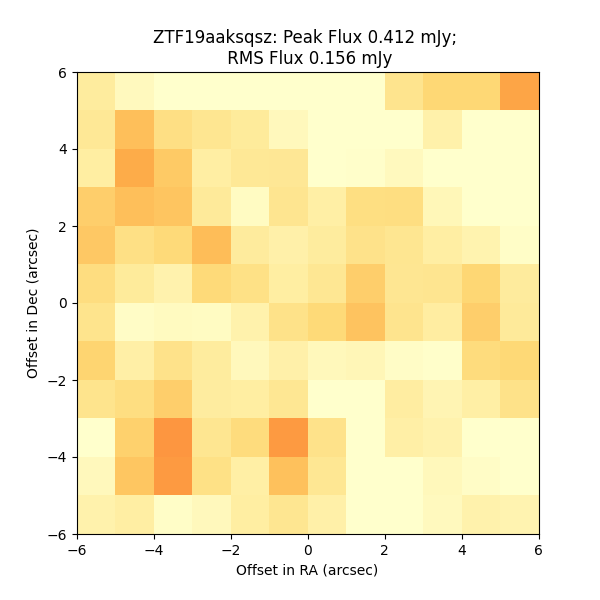 ZTF19aaksqsz: Peak Flux 0.412 mJy;
RMS Flux 0.156 mJy
6
4
2
0
−2
−4
−6
Offset in Dec (arcsec)
−6 −4 −2 0 2 4 6
Offset in RA (arcsec)